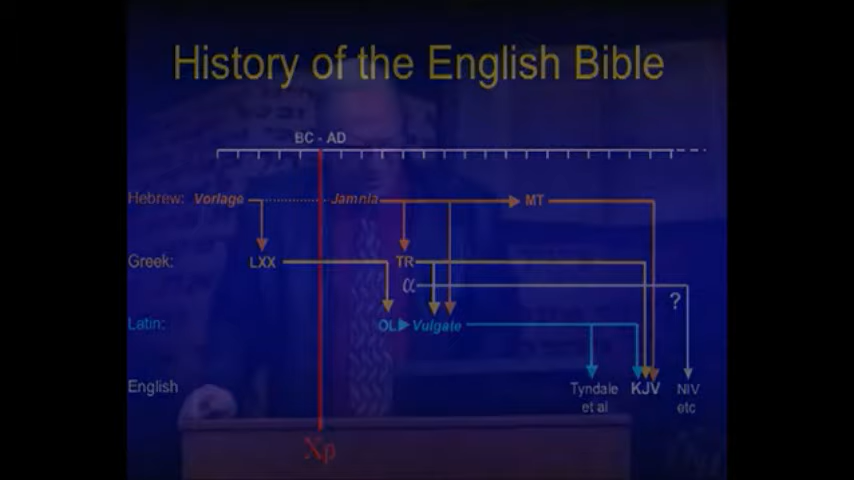 History of the English Bible
BC - AD
Hebrew: Vorlage Jamnia MT
Greek: LXX TR
α
?
Latin: OL Vulgate
English Tyndale KJV NIV
et al etc
Χρ